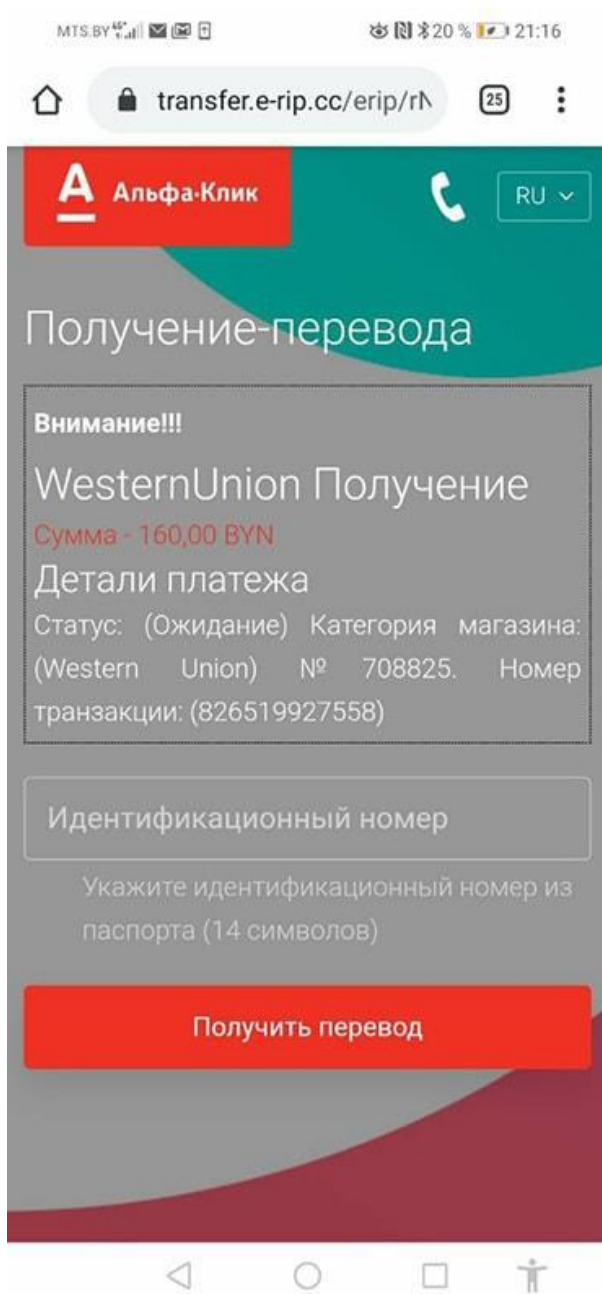 MTS.BY 20 % 21:16
transfer.e-rip.cc/erip/rN 25
А Альфа·Клик RU
Получение-перевода
Внимание!!!
WesternUnion Получение
Сумма - 160,00 BYN
Детали платежа
Статус: (Ожидание) Категория магазина:
(Western Union) № 708825. Номер
транзакции: (826519927558)
Идентификационный номер
Укажите идентификационный номер из
паспорта (14 символов)
Получить перевод